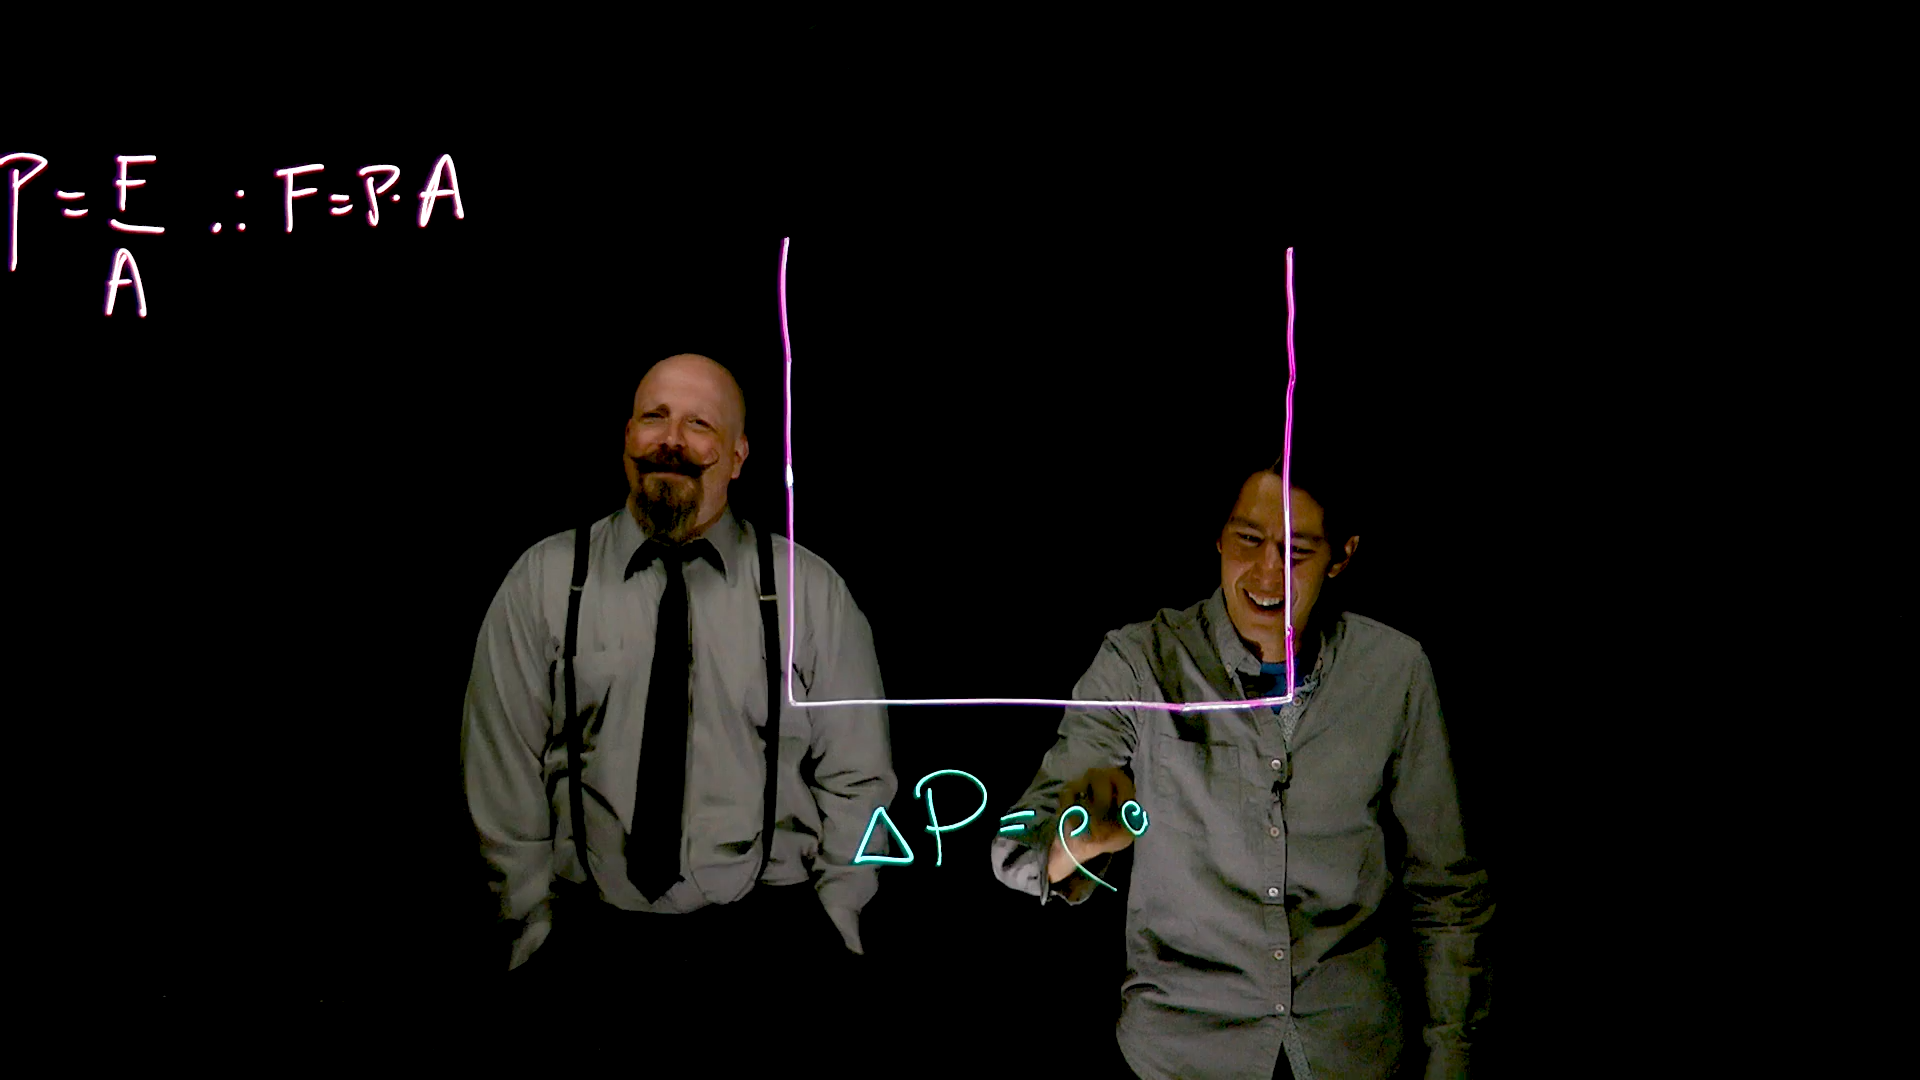 P = F/A ∴ F = P · A
ΔP = ρ